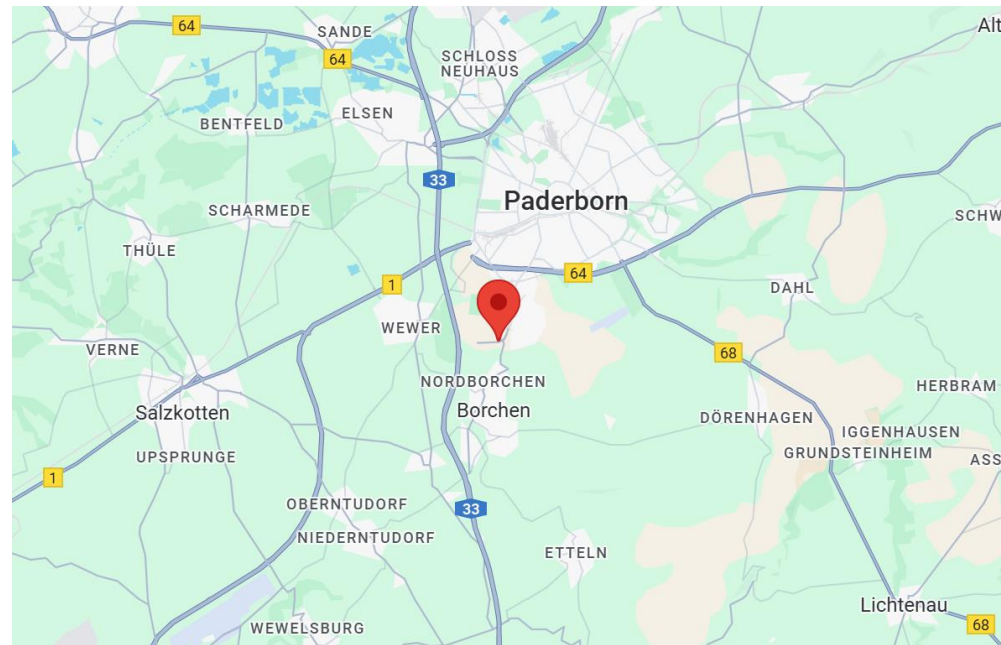 64
SANDE
Alt
64
SCHLOSS
NEUHAUS
ELSEN
BENTFELD
33
Paderborn
SCHARMEDE
SCHW
THÜLE
64
1
DAHL
WEWER
VERNE
68
NORDBORCHEN
HERBRAM
Borchen
Salzkotten
DÖRENHAGEN
IGGENHAUSEN
GRUNDSTEINHEIM
UPSPRUNGE
ASS
1
OBERNTUDORF
33
NIEDERNTUDORF
ETTELN
Lichtenau
WEWELSBURG
68